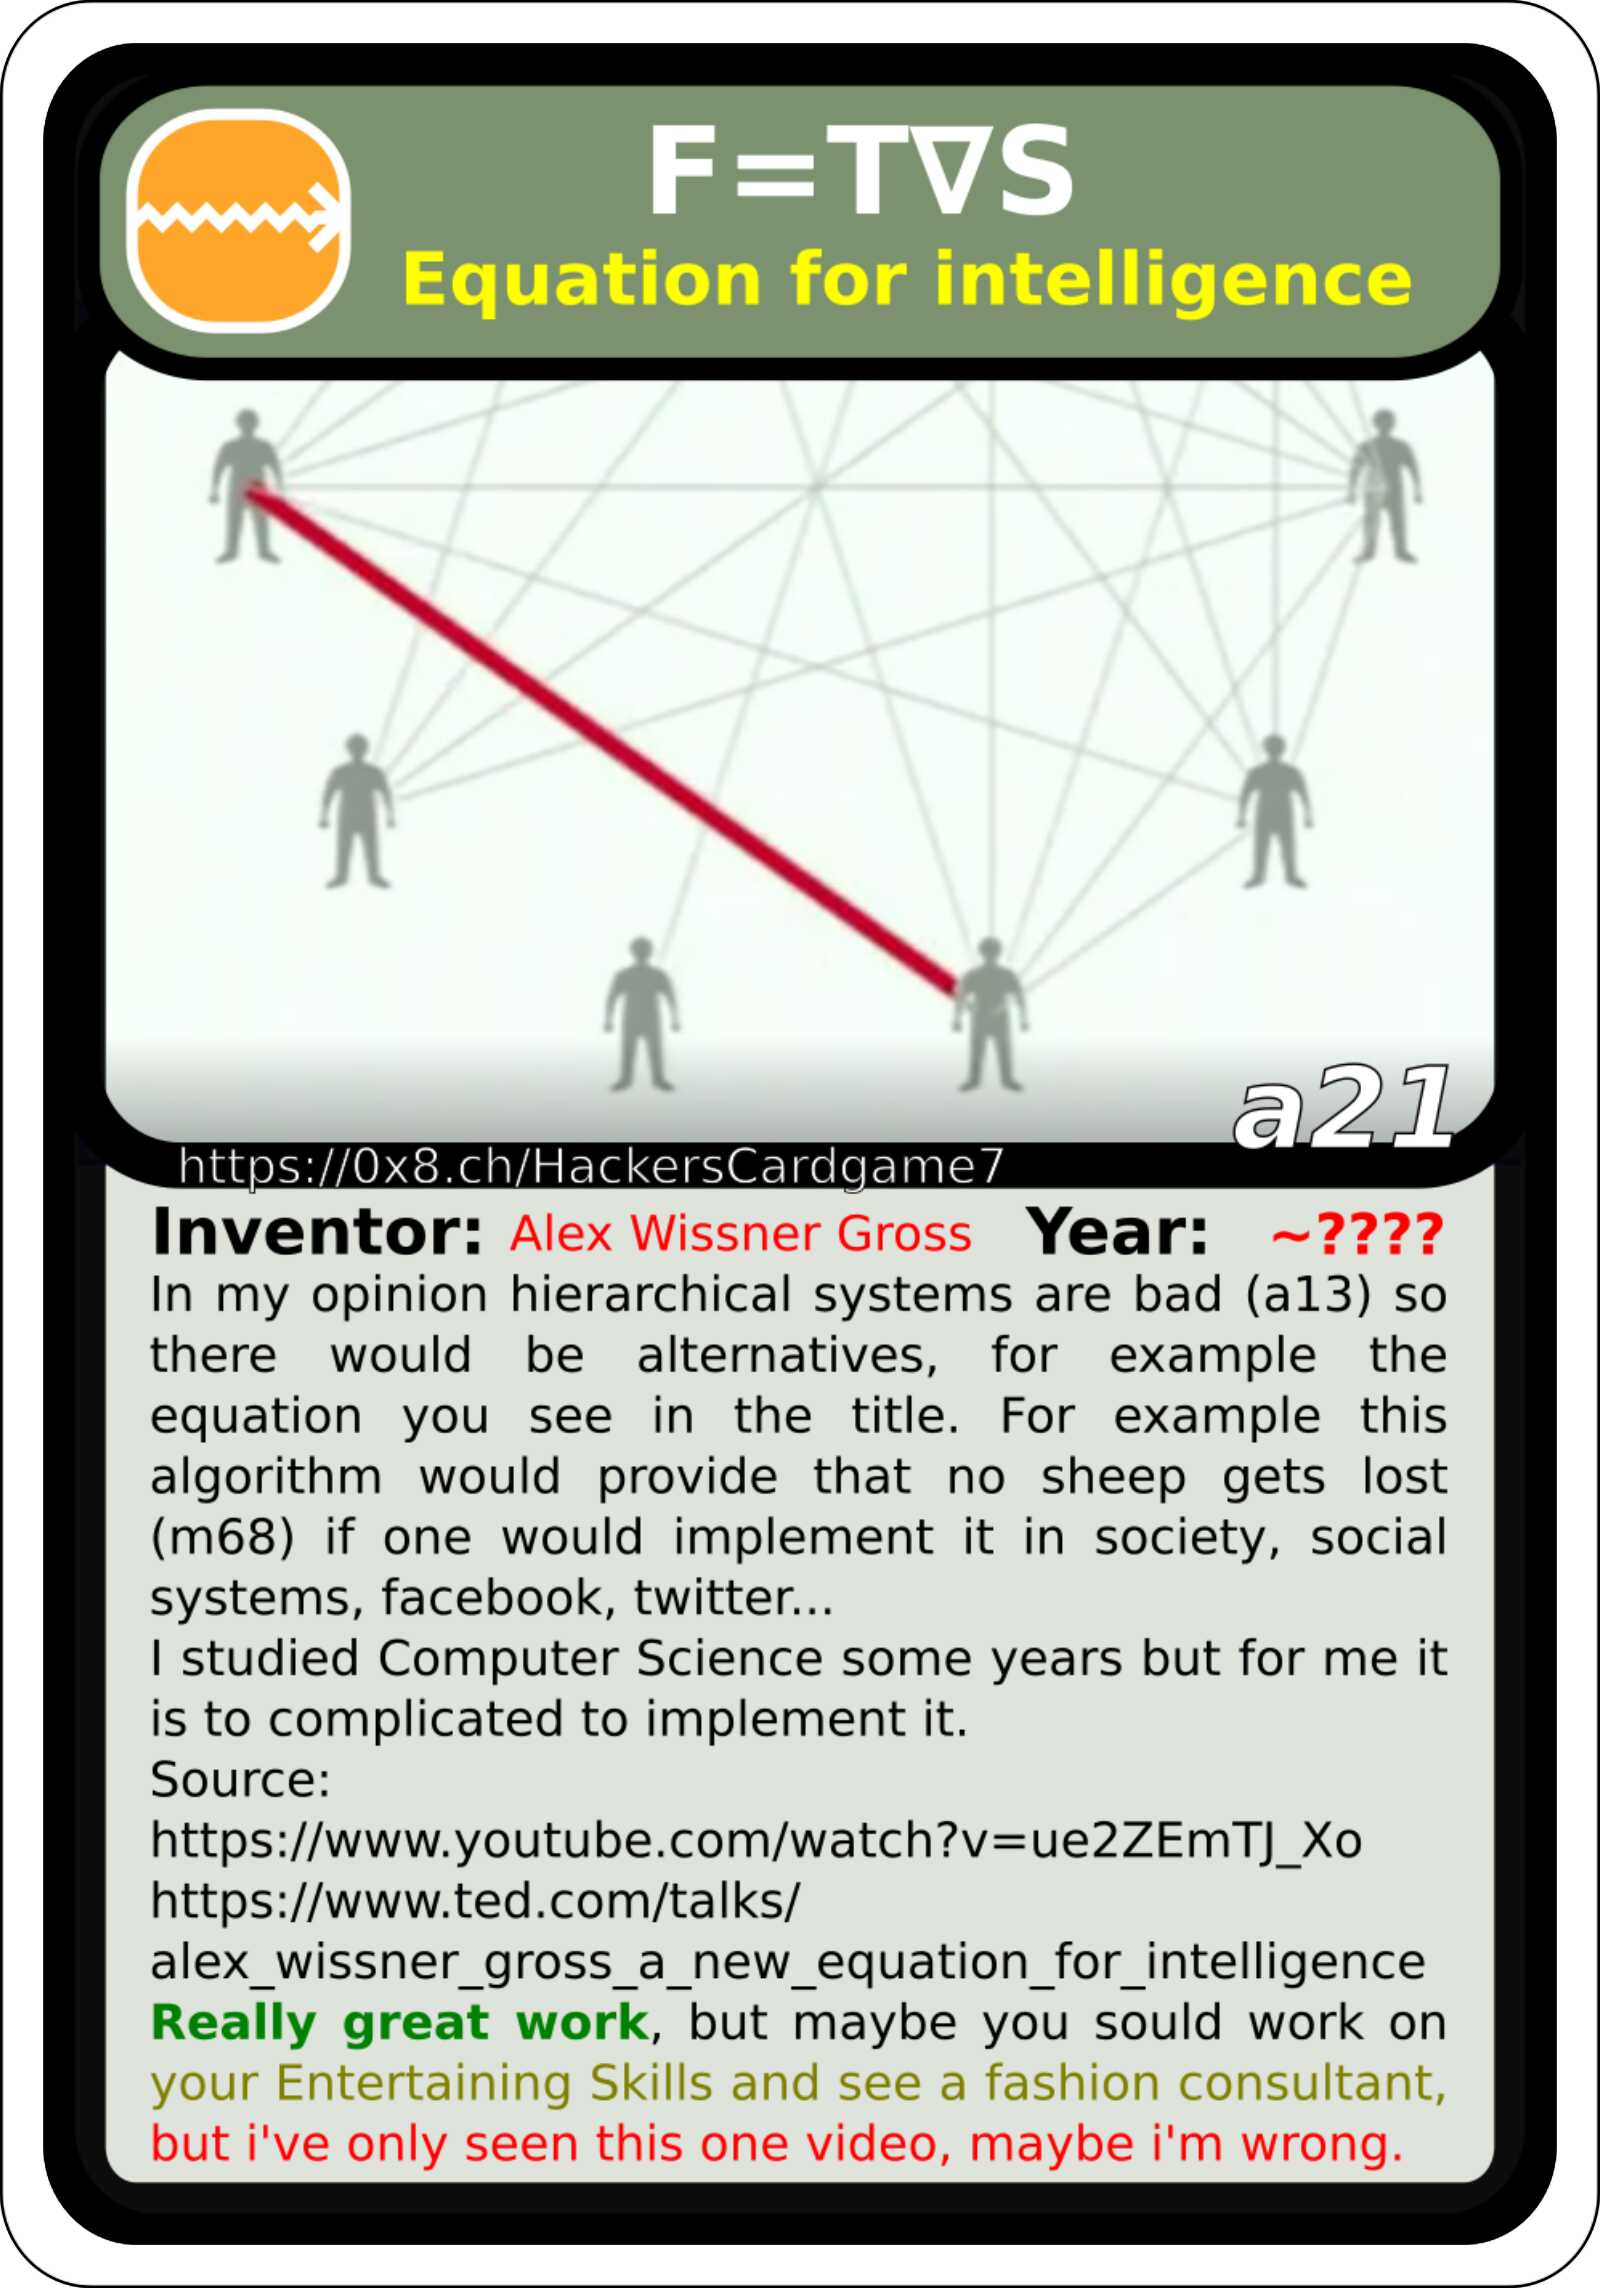 F=T∇S
Equation for intelligence
a21
https://0x8.ch/HackersCardgame7
Inventor: Alex Wissner Gross Year: ~????
In my opinion hierarchical systems are bad (a13) so
there would be alternatives, for example the
equation you see in the title. For example this
algorithm would provide that no sheep gets lost
(m68) if one would implement it in society, social
systems, facebook, twitter...
I studied Computer Science some years but for me it
is to complicated to implement it.
Source:
https://www.youtube.com/watch?v=ue2ZEmTJ_Xo
https://www.ted.com/talks/
alex_wissner_gross_a_new_equation_for_intelligence
Really great work, but maybe you sould work on
your Entertaining Skills and see a fashion consultant,
but i've only seen this one video, maybe i'm wrong.